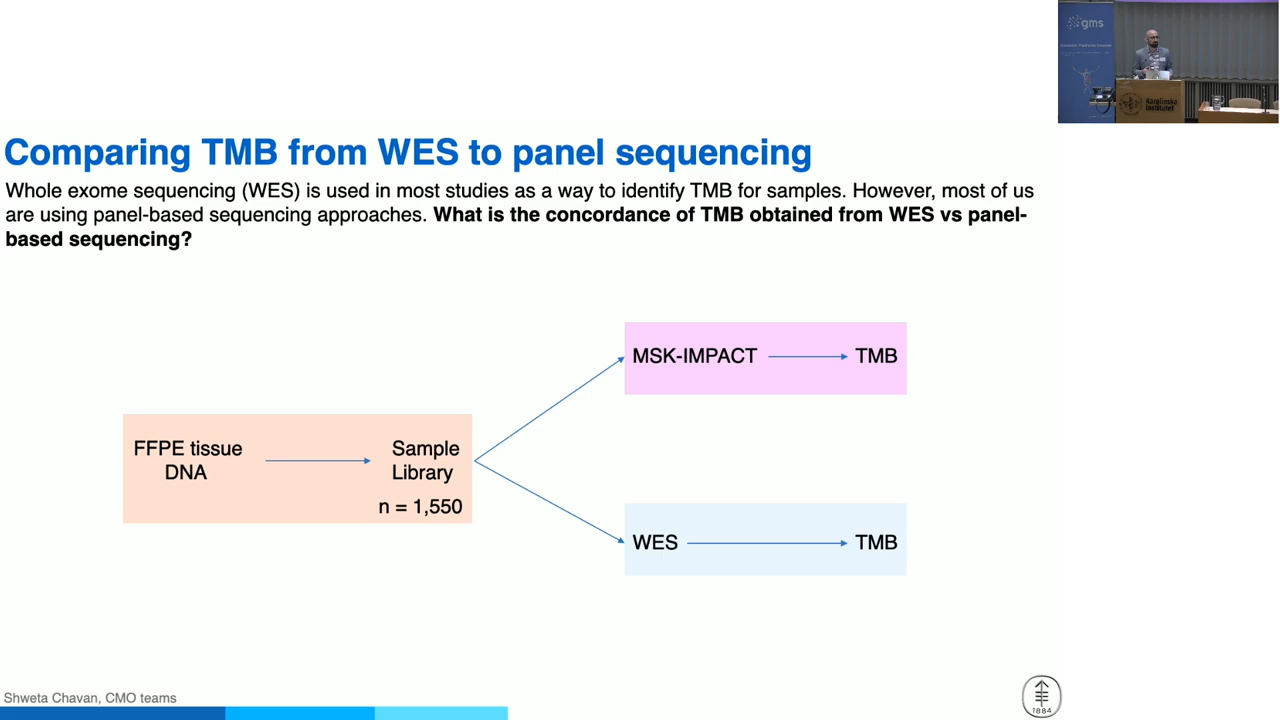 gms
Karolinska
Institutet
Comparing TMB from WES to panel sequencing
Whole exome sequencing (WES) is used in most studies as a way to identify TMB for samples. However, most of us
are using panel-based sequencing approaches. What is the concordance of TMB obtained from WES vs panel-
based sequencing?
MSK-IMPACT
TMB
FFPE tissue
DNA
Sample
Library
n = 1,550
WES
TMB
Shweta Chavan, CMO teams
1884